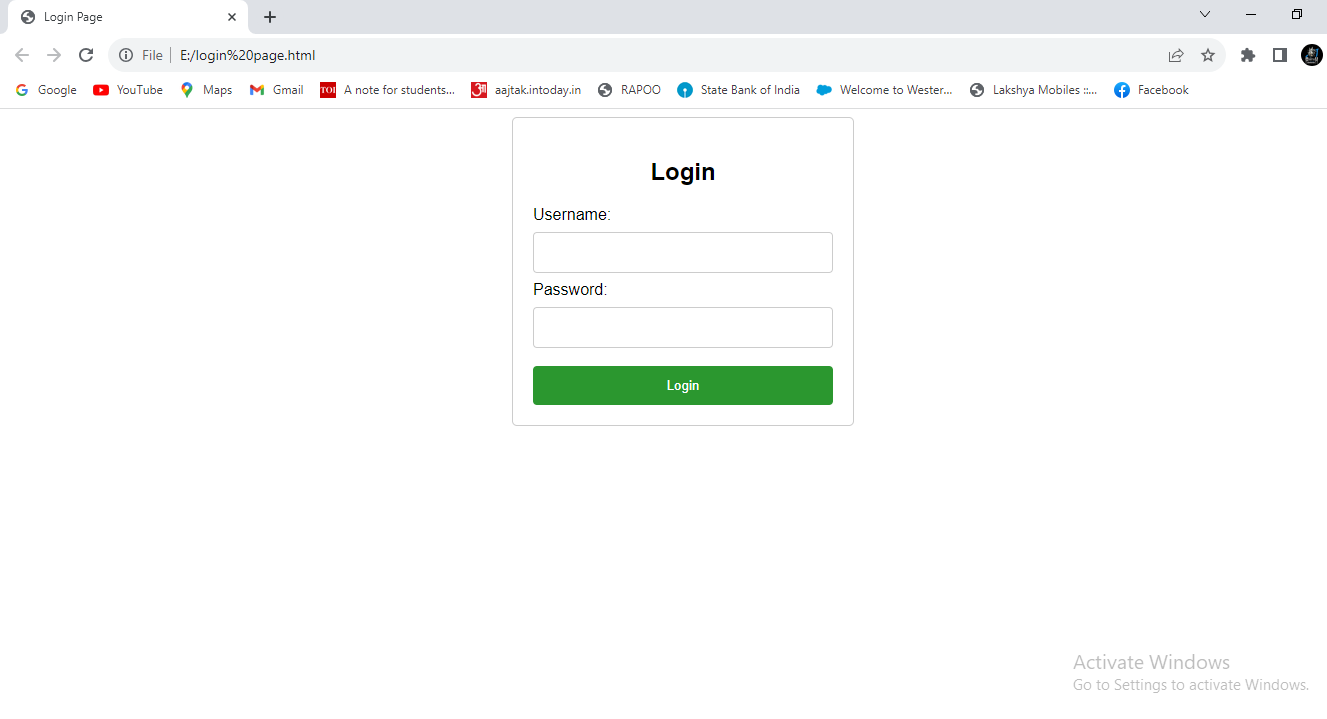 Login Page
File E:/login%20page.html
Google YouTube Maps Gmail TOI A note for students... आ aajtak.intoday.in RAPOO State Bank of India Welcome to Wester... Lakshya Mobiles ::... Facebook
Login
Username:
Password:
Login
Activate Windows
Go to Settings to activate Windows.